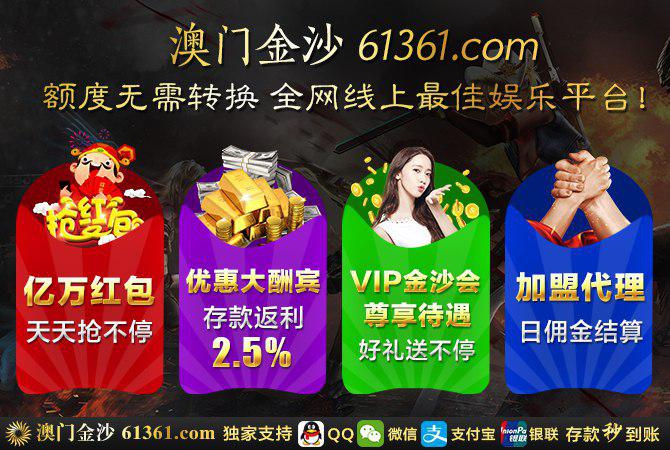 澳门金沙 61361.com
额度无需转换 全网线上最佳娱乐平台!
抢红包
亿万红包
天天抢不停
优惠大酬宾
存款返利
2.5%
VIP金沙会
尊享待遇
好礼送不停
加盟代理
日佣金结算
澳门金沙 61361.com 独家支持 QQ 微信 支 支付宝 UnionPay 银联 银联 存款秒到账